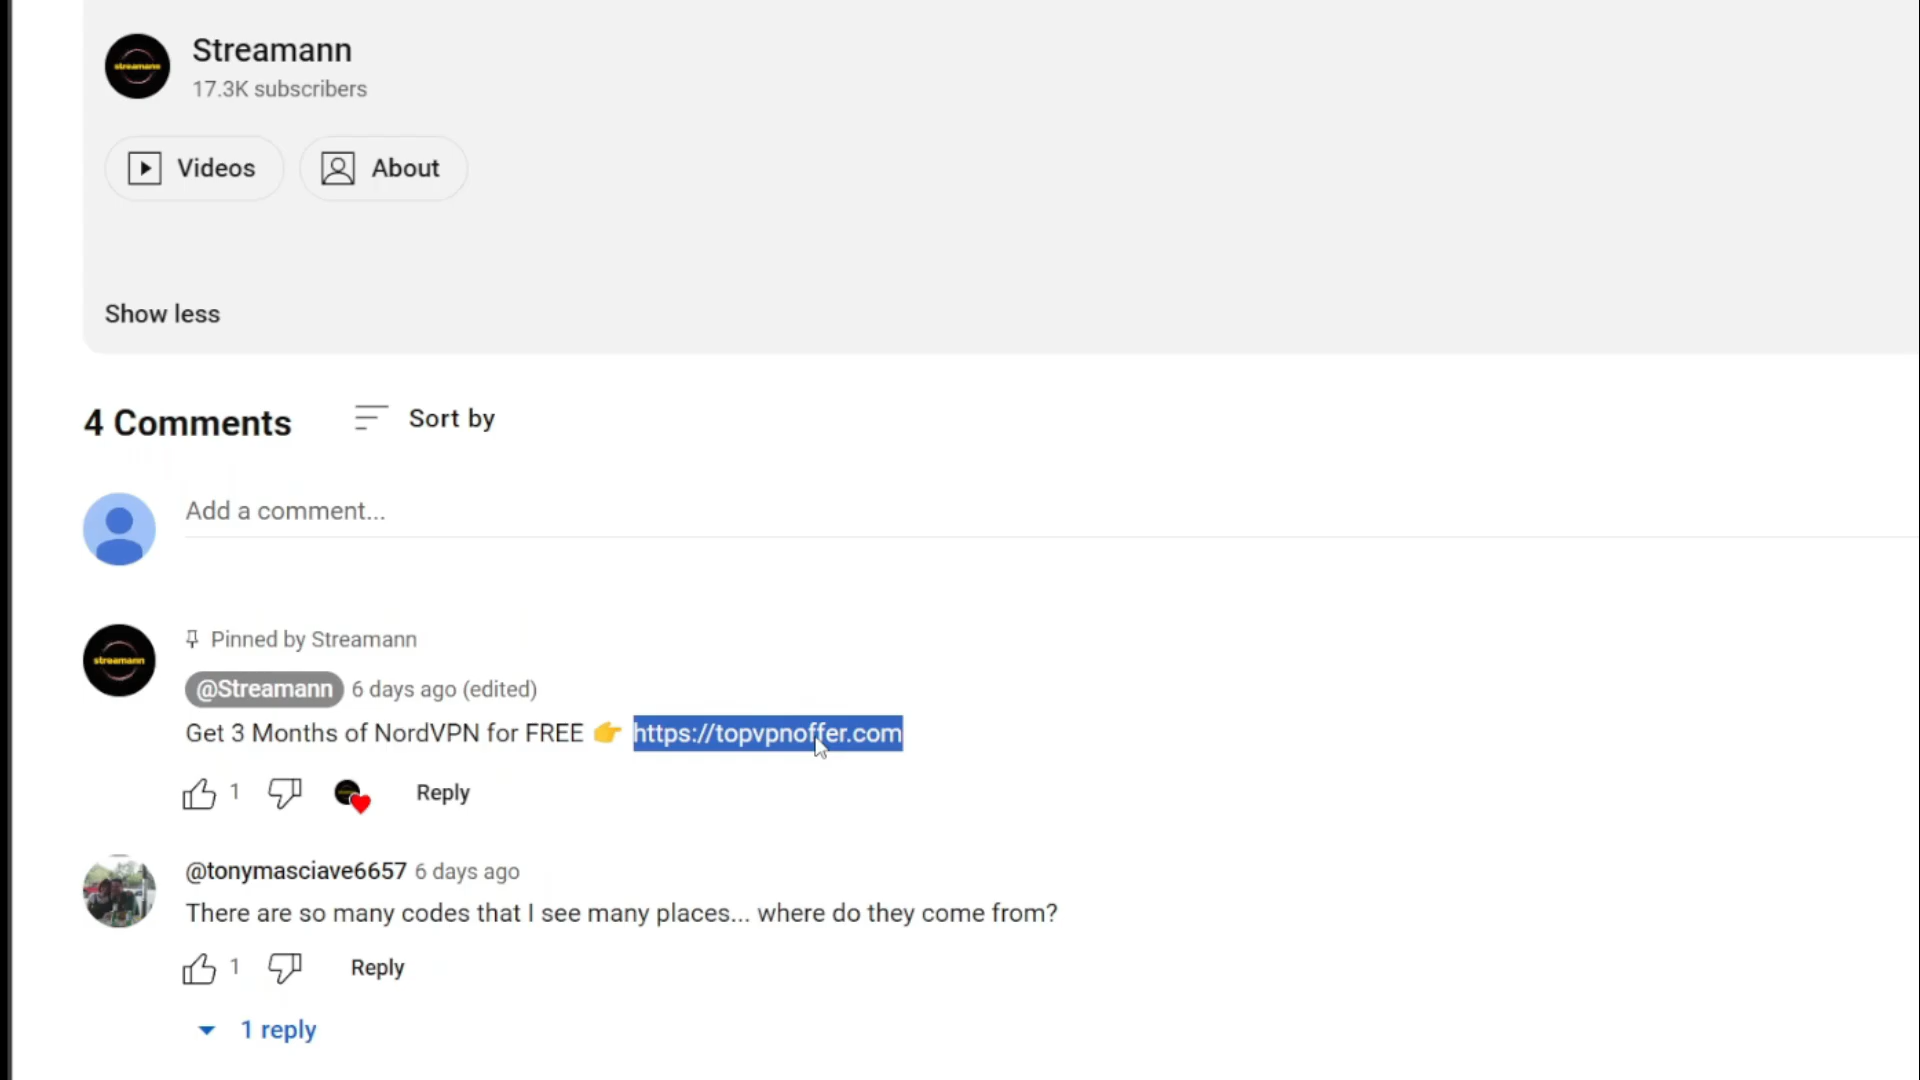 streamann
Streamann
17.3K subscribers
Videos
About
Show less
4 Comments
Sort by
Add a comment...
streamann
Pinned by Streamann
@Streamann 6 days ago (edited)
Get 3 Months of NordVPN for FREE 👉 https://topvpnoffer.com
1
Reply
@tonymasciave6657 6 days ago
There are so many codes that I see many places... where do they come from?
1
Reply
1 reply